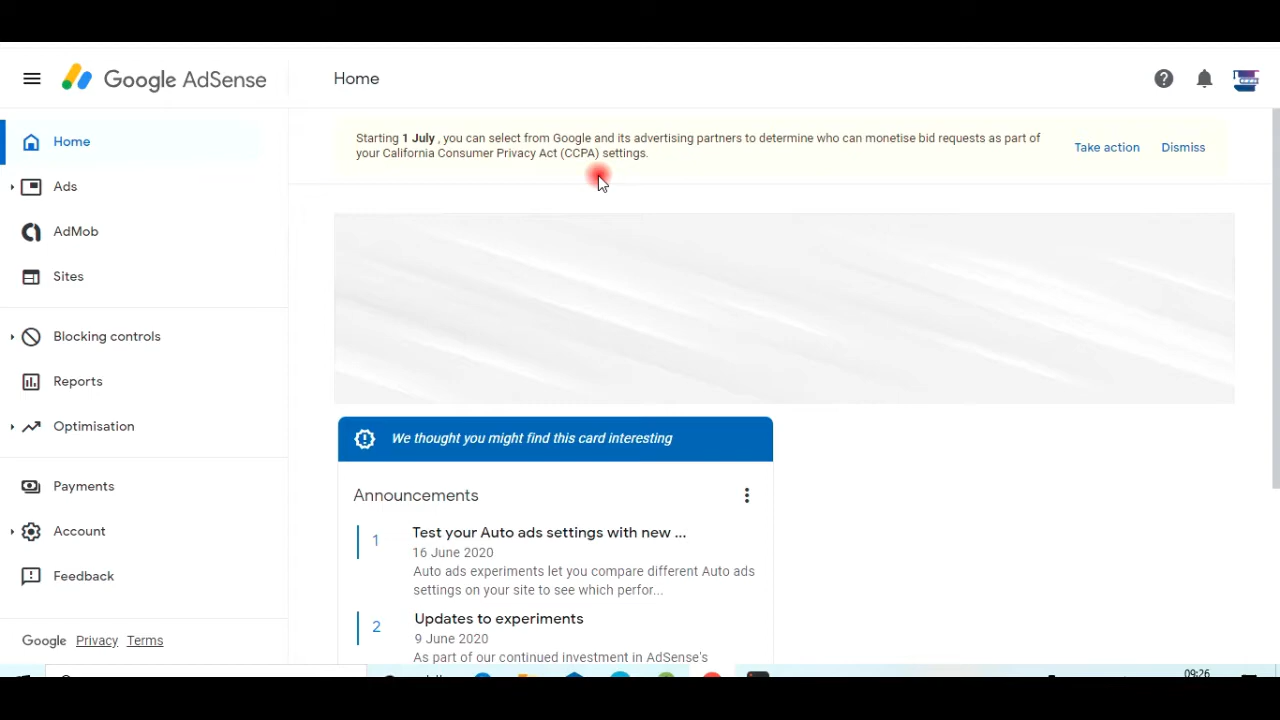 Google AdSense
Home
Starting 1 July , you can select from Google and its advertising partners to determine who can monetise bid requests as part of
your California Consumer Privacy Act (CCPA) settings.
Take action
Dismiss
Home
Ads
AdMob
Sites
Blocking controls
Reports
Optimisation
Payments
Account
Feedback
Google Privacy Terms
We thought you might find this card interesting
Announcements
1
Test your Auto ads settings with new ...
16 June 2020
Auto ads experiments let you compare different Auto ads
settings on your site to see which perfor...
2
Updates to experiments
9 June 2020
As part of our continued investment in AdSense's
09:26